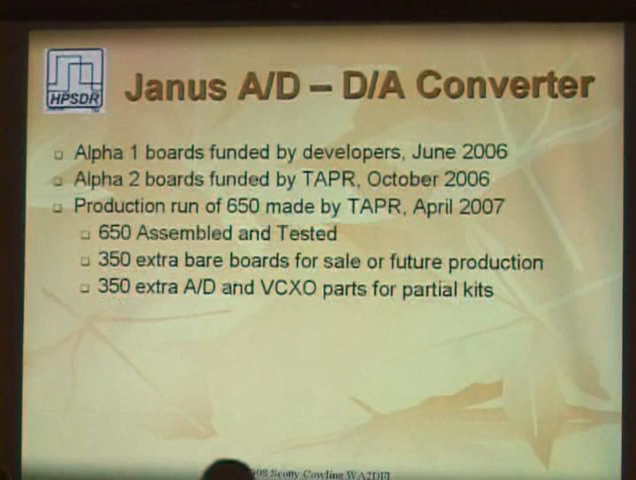 HPSDR
Janus A/D – D/A Converter
Alpha 1 boards funded by developers, June 2006
Alpha 2 boards funded by TAPR, October 2006
Production run of 650 made by TAPR, April 2007
650 Assembled and Tested
350 extra bare boards for sale or future production
350 extra A/D and VCXO parts for partial kits
Scotty Cowling